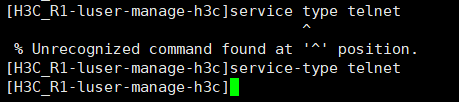 [H3C_R1-luser-manage-h3c]service type telnet
^
% Unrecognized command found at '^' position.
[H3C_R1-luser-manage-h3c]service-type telnet
[H3C_R1-luser-manage-h3c]